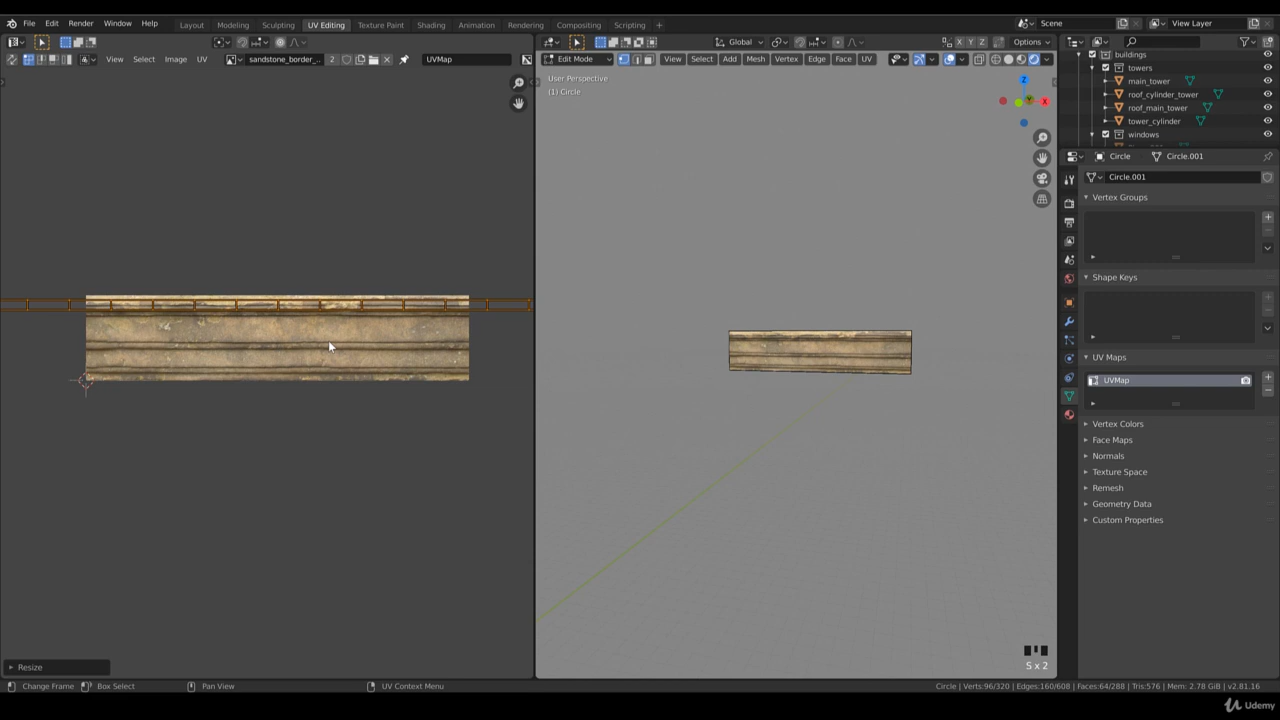 File Edit Render Window Help Layout Modeling Sculpting UV Editing Texture Paint Shading Animation Rendering Compositing Scripting + Scene View Layer
Global Options
View Select Image UV sandstone_border_.. 2 UVMap
Edit Mode View Select Add Mesh Vertex Edge Face UV
buildings
towers
main_tower
roof_cylinder_tower
roof_main_tower
tower_cylinder
windows
User Perspective
(1) Circle
Z
X
Circle Circle.001
Circle.001
Vertex Groups
Shape Keys
UV Maps
UVMap
Vertex Colors
Face Maps
Normals
Texture Space
Remesh
Geometry Data
Custom Properties
Resize
S x 2
Change Frame Box Select Pan View UV Context Menu Circle | Verts:96/320 | Edges:160/608 | Faces:64/288 | Tris:576 | Mem: 2.78 GiB | v2.81.16
Udemy